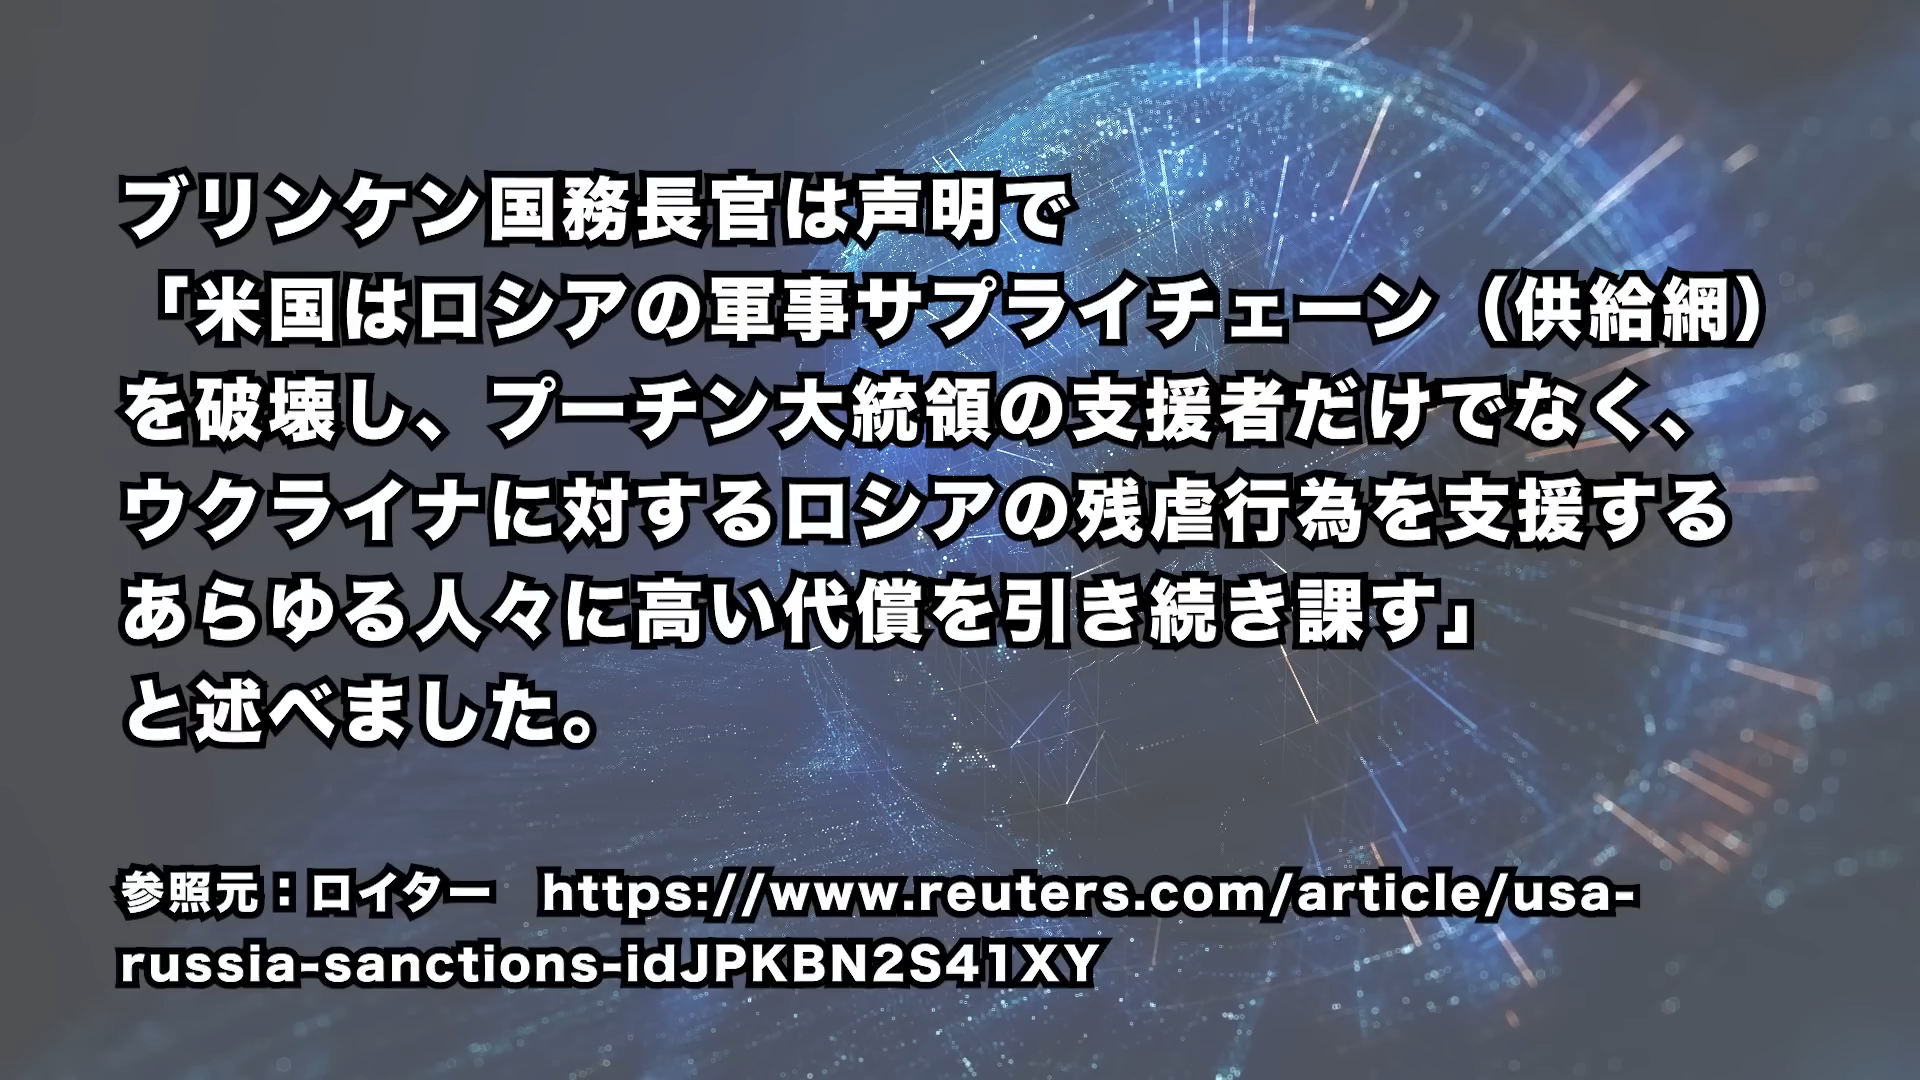 ブリンケン国務長官は声明で
「米国はロシアの軍事サプライチェーン（供給網）
を破壊し、プーチン大統領の支援者だけでなく、
ウクライナに対するロシアの残虐行為を支援する
あらゆる人々に高い代償を引き続き課す」
と述べました。
参照元：ロイター　https://www.reuters.com/article/usa-
russia-sanctions-idJPKBN2S41XY